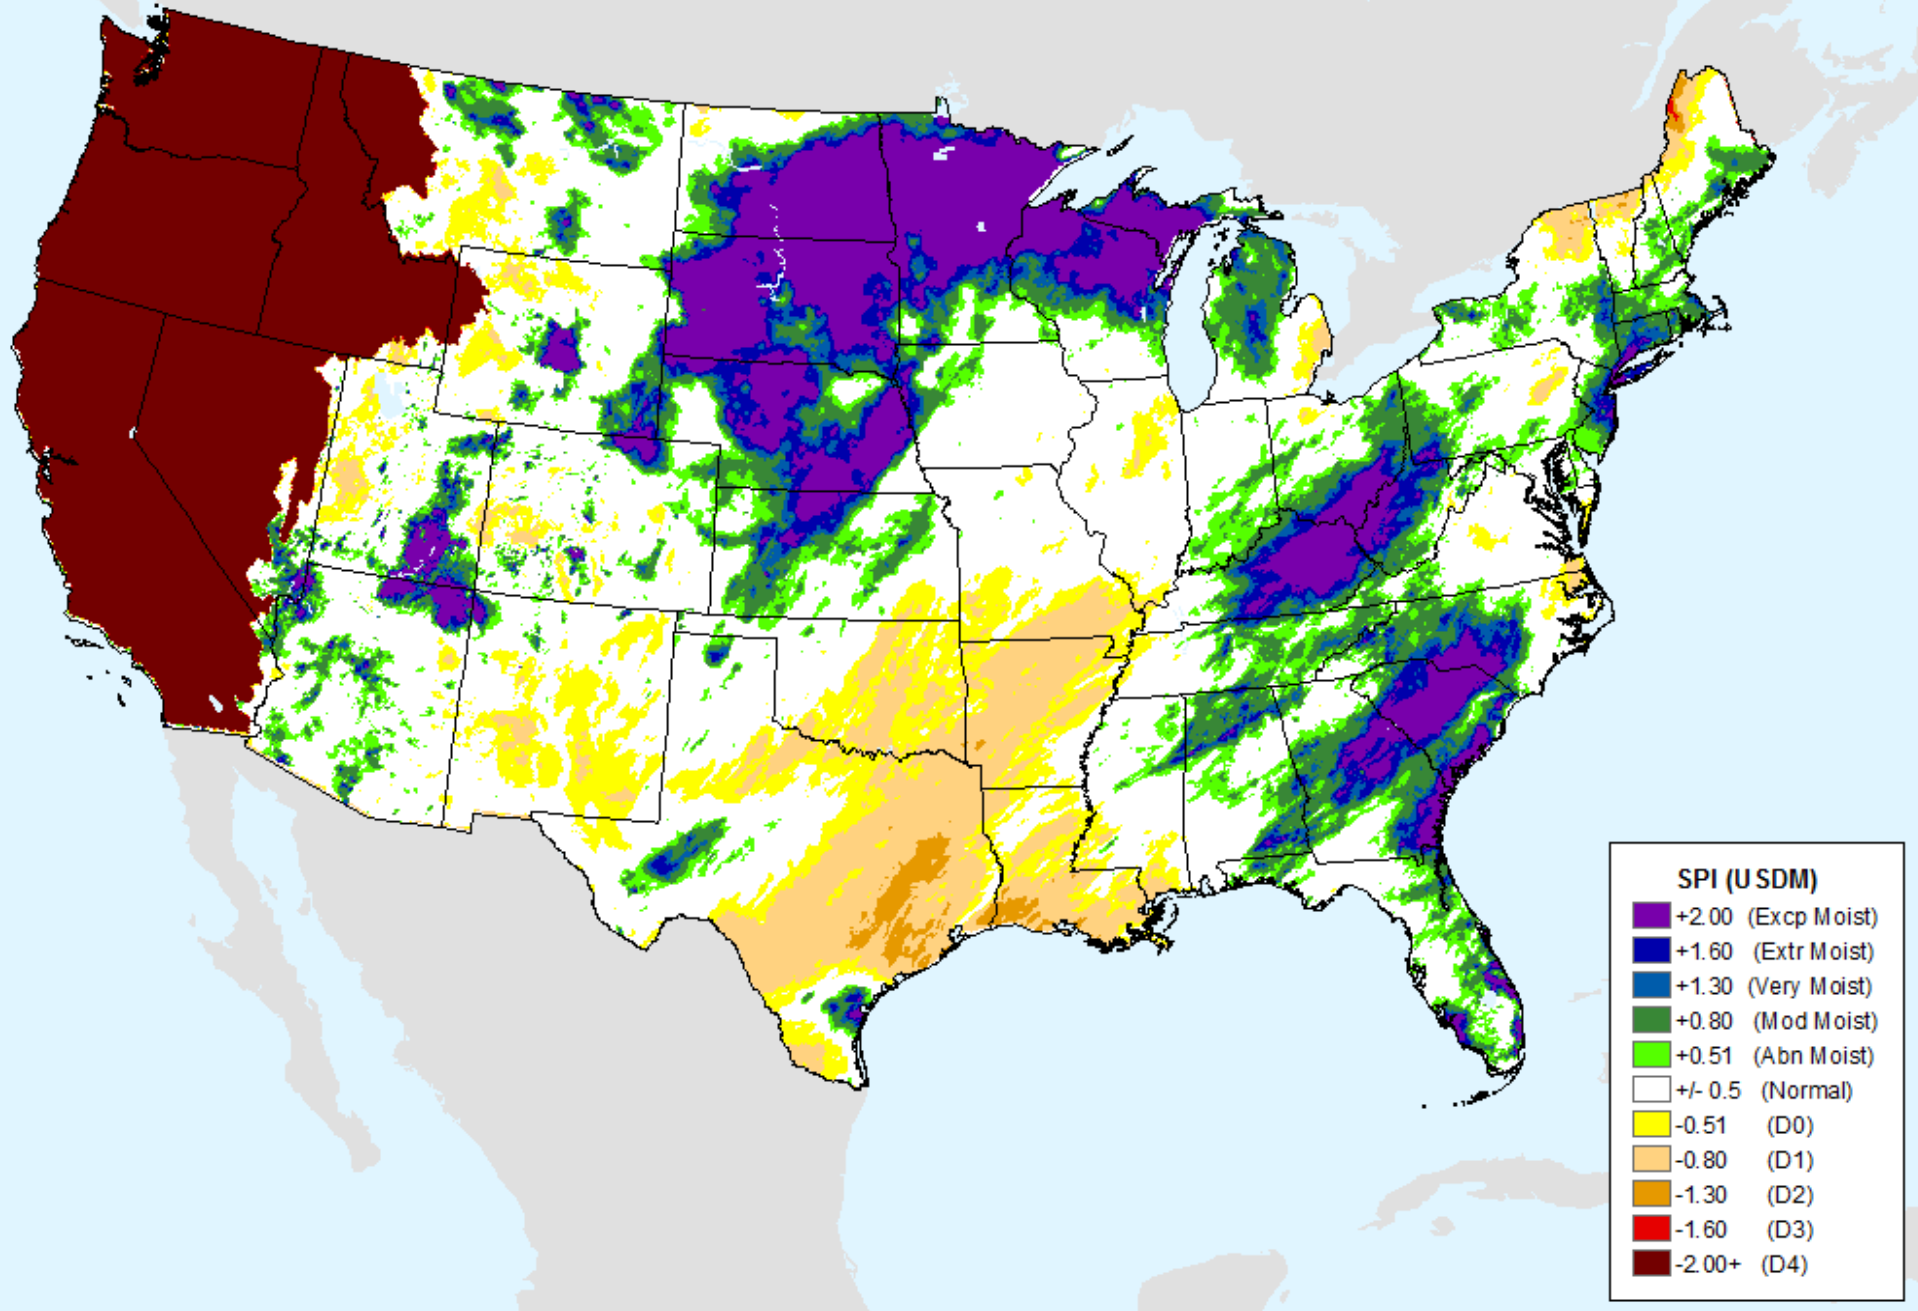 SPI (USDM)
+2.00 (Excp Moist)
+1.60 (Extr Moist)
+1.30 (Very Moist)
+0.80 (Mod Moist)
+0.51 (Abn Moist)
+/- 0.5 (Normal)
-0.51 (D0)
-0.80 (D1)
-1.30 (D2)
-1.60 (D3)
-2.00+ (D4)